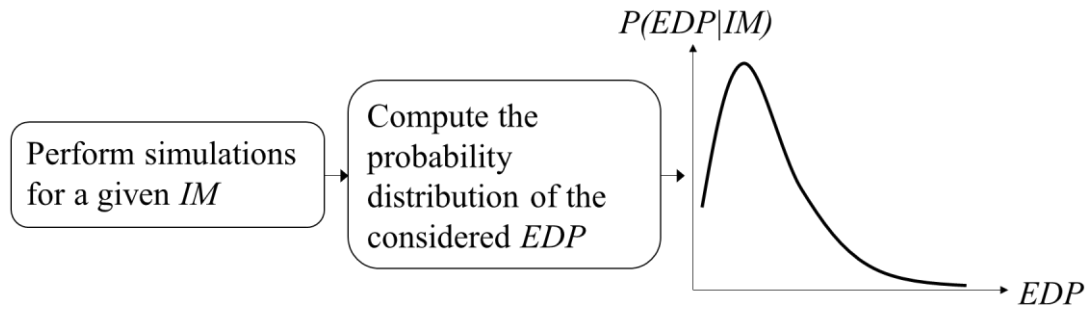 Perform simulations
for a given IM
Compute the
probability
distribution of the
considered EDP
P(EDP|IM)
EDP